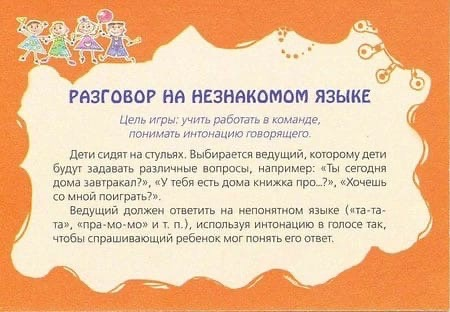 РАЗГОВОР НА НЕЗНАКОМОМ ЯЗЫКЕ
Цель игры: учить работать в команде,
понимать интонацию говорящего.
Дети сидят на стульях. Выбирается ведущий, которому дети
будут задавать различные вопросы, например: «Ты сегодня
дома завтракал?», «У тебя есть дома книжка про...?», «Хочешь
со мной поиграть?».
Ведущий должен ответить на непонятном языке («та-та-
та», «пра-мо-мо» и т. п.), используя интонацию в голосе так,
чтобы спрашивающий ребенок мог понять его ответ.